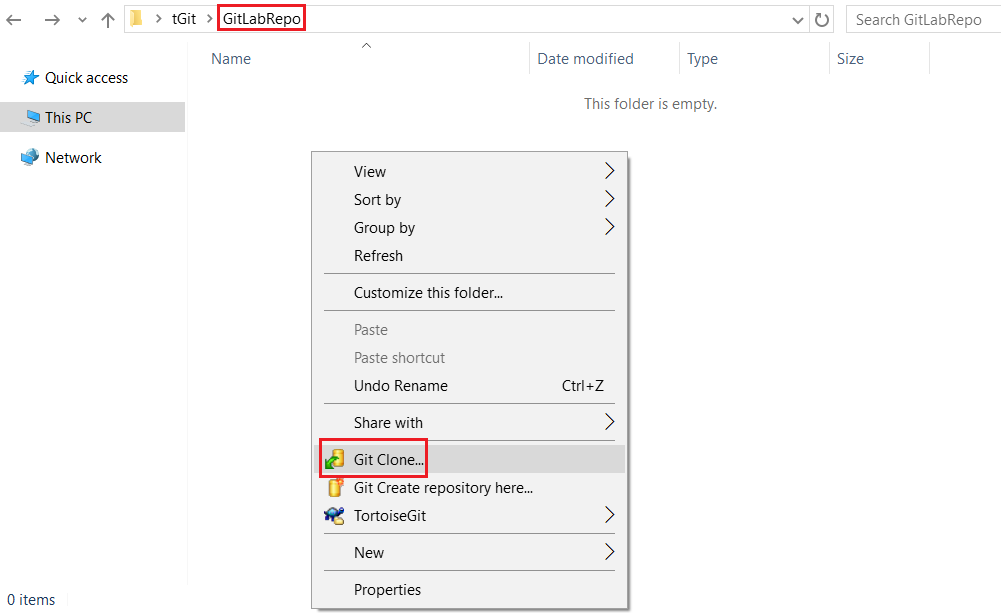 tGit GitLabRepo
Search GitLabRepo
Name Date modified Type Size
Quick access
This PC
Network
This folder is empty.
View
Sort by
Group by
Refresh
Customize this folder...
Paste
Paste shortcut
Undo Rename Ctrl+Z
Share with
Git Clone...
Git Create repository here...
TortoiseGit
New
Properties
0 items